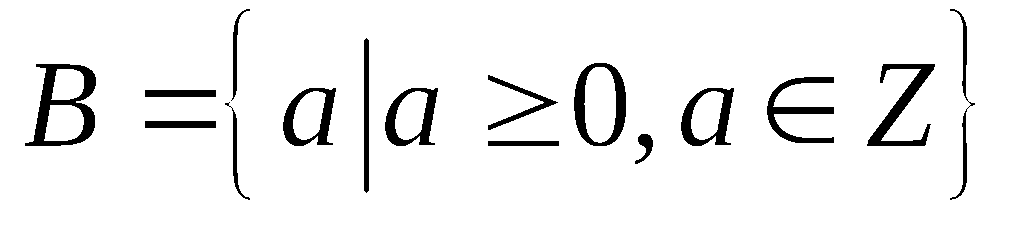 B = { a | a ≥ 0, a ∈ Z }